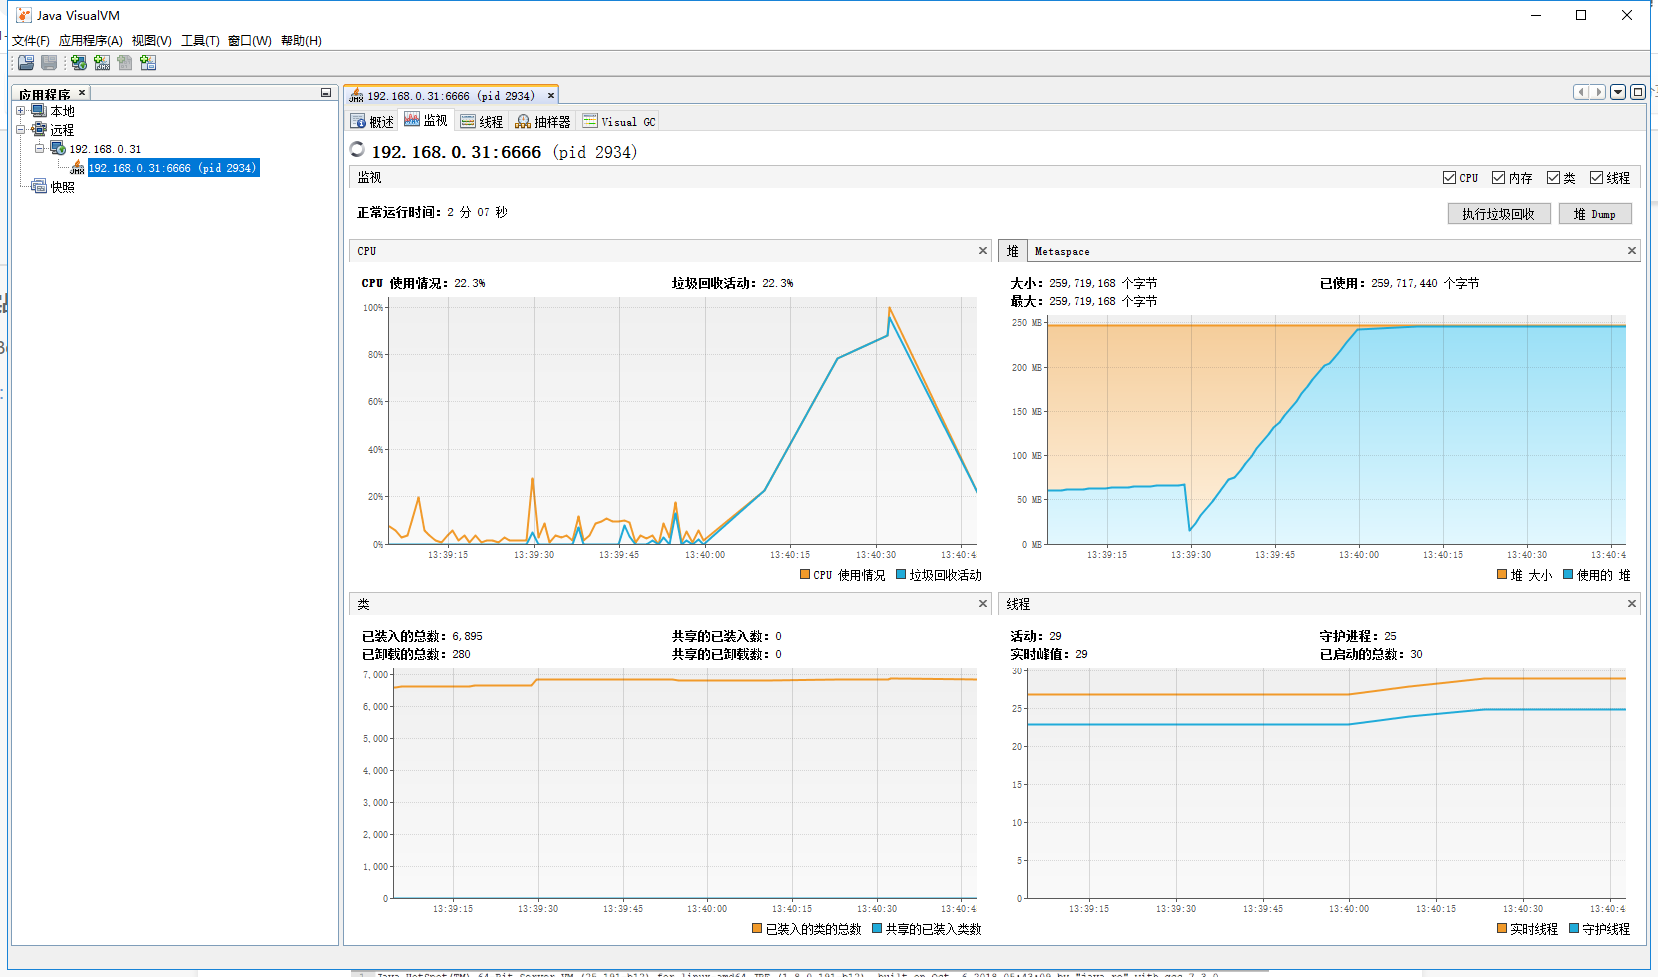 Java VisualVM
文件(F) 应用程序(A) 视图(V) 工具(T) 窗口(W) 帮助(H)
应用程序 ×
本地
远程
192.168.0.31
192.168.0.31:6666 (pid 2934)
快照
192.168.0.31:6666 (pid 2934) ×
概述 监视 线程 抽样器 Visual GC
192.168.0.31:6666 (pid 2934)
监视
CPU 内存 类 线程
正常运行时间: 2 分 07 秒
执行垃圾回收 堆 Dump
CPU
CPU 使用情况: 22.3% 垃圾回收活动: 22.3%
100%
80%
60%
40%
20%
0%
13:39:15 13:39:30 13:39:45 13:40:00 13:40:15 13:40:30 13:40:4
CPU 使用情况 垃圾回收活动
堆 Metaspace
大小: 259,719,168 个字节 已使用: 259,717,440 个字节
最大: 259,719,168 个字节
250 MB
200 MB
150 MB
100 MB
50 MB
0 MB
13:39:15 13:39:30 13:39:45 13:40:00 13:40:15 13:40:30 13:40:4
堆 大小 使用的 堆
类
已装入的总数: 6,895 共享的已装入数: 0
已卸载的总数: 280 共享的已卸载数: 0
7,000
6,000
5,000
4,000
3,000
2,000
1,000
0
13:39:15 13:39:30 13:39:45 13:40:00 13:40:15 13:40:30 13:40:4
已装入的类的总数 共享的已装入类数
线程
活动: 29 守护进程: 25
实时峰值: 29 已启动的总数: 30
30
25
20
15
10
5
0
13:39:15 13:39:30 13:39:45 13:40:00 13:40:15 13:40:30 13:40:4
实时线程 守护线程